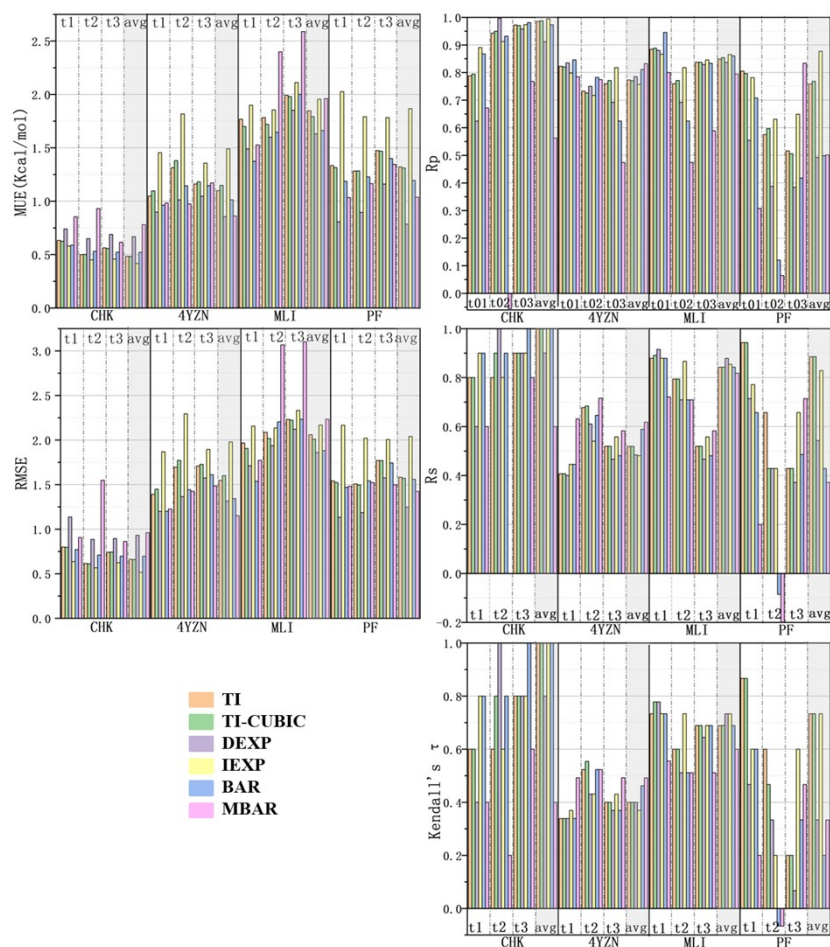 MUE(Kcal/mol)
t1 t2 t3 avg t1 t2 t3 avg t1 t2 t3 avg t1 t2 t3 avg
2.5
2.0
1.5
1.0
0.5
0.0
CHK 4YZN MLI PF
Rp
1.0
0.9
0.8
0.7
0.6
0.5
0.4
0.3
0.2
0.1
0.0
t01 t02 t03 avg t01 t02 t03 avg t01 t02 t03 avg t01 t02 t03 avg
CHK 4YZN MLI PF
RMSE
t1 t2 t3 avg t1 t2 t3 avg t1 t2 t3 avg t1 t2 t3 avg
3.0
2.5
2.0
1.5
1.0
0.5
0.0
CHK 4YZN MLI PF
Rs
1.0
0.8
0.6
0.4
0.2
0.0
-0.2
t1 t2 t3 avg t1 t2 t3 avg t1 t2 t3 avg t1 t2 t3 avg
CHK 4YZN MLI PF
TI
TI-CUBIC
DEXP
IEXP
BAR
MBAR
Kendall's τ
1.0
0.8
0.6
0.4
0.2
0.0
t1 t2 t3 avg t1 t2 t3 avg t1 t2 t3 avg t1 t2 t3 avg
CHK 4YZN MLI PF